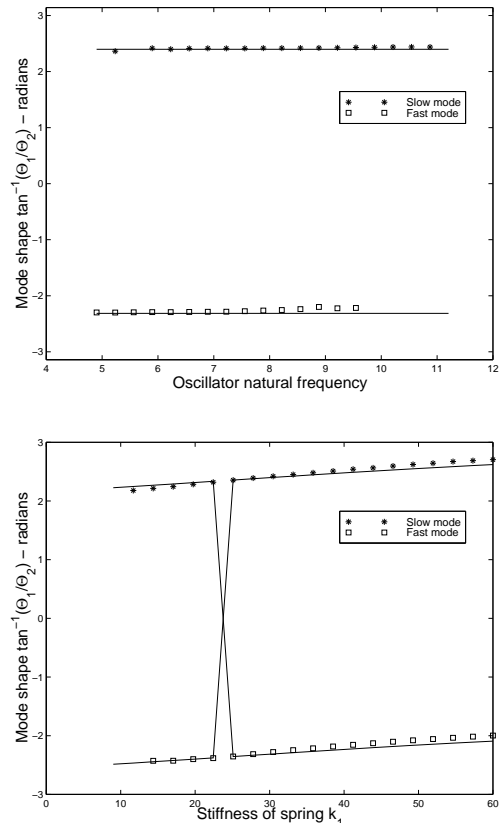 3
2
1
0
−1
−2
−3
Mode shape tan⁻¹(Θ₁/Θ₂) – radians
Slow mode
Fast mode
4 5 6 7 8 9 10 11 12
Oscillator natural frequency
3
2
1
0
−1
−2
−3
Mode shape tan⁻¹(Θ₁/Θ₂) – radians
Slow mode
Fast mode
0 10 20 30 40 50 60
Stiffness of spring k₁